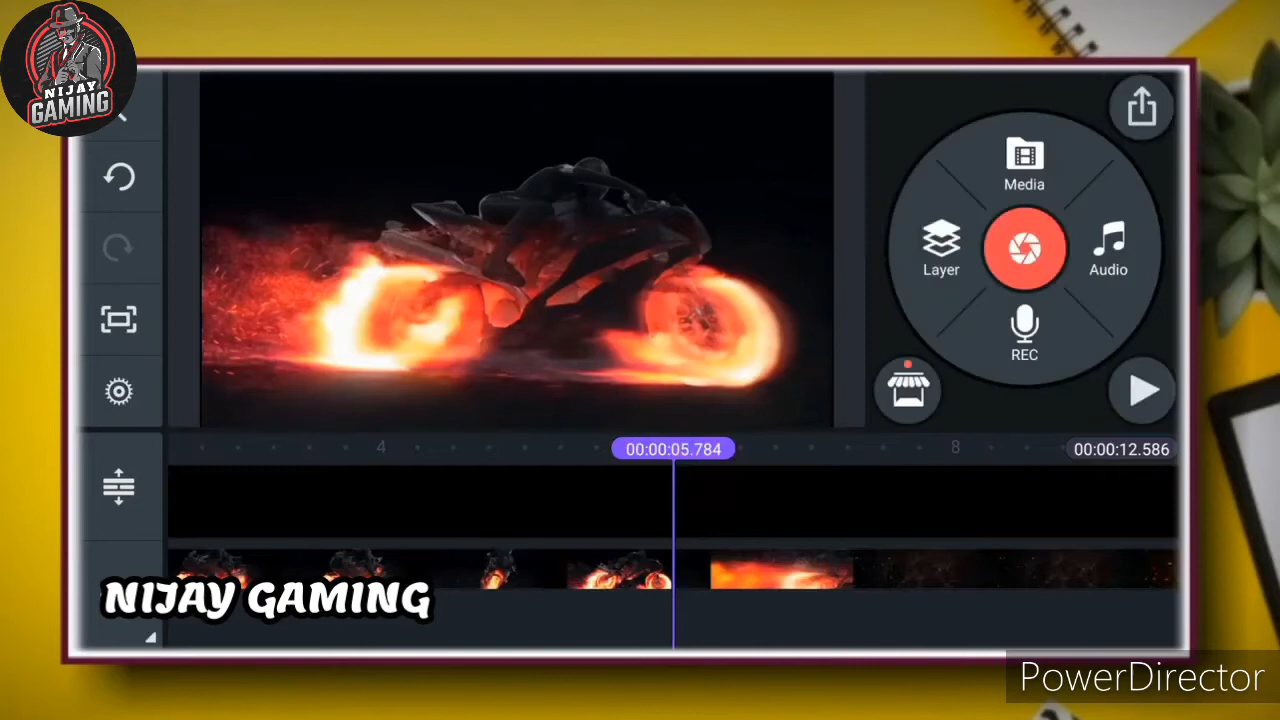 NIJAY
GAMING
Media
Layer
Audio
REC
4
00:00:05.784
8
00:00:12.586
NIJAY GAMING
PowerDirector